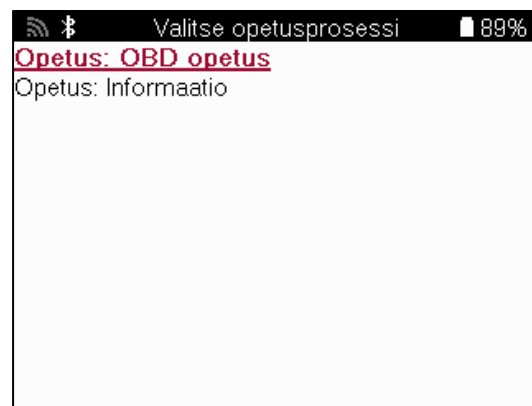 Valitse opetusprosessi 89%
Opetus: OBD opetus
Opetus: Informaatio